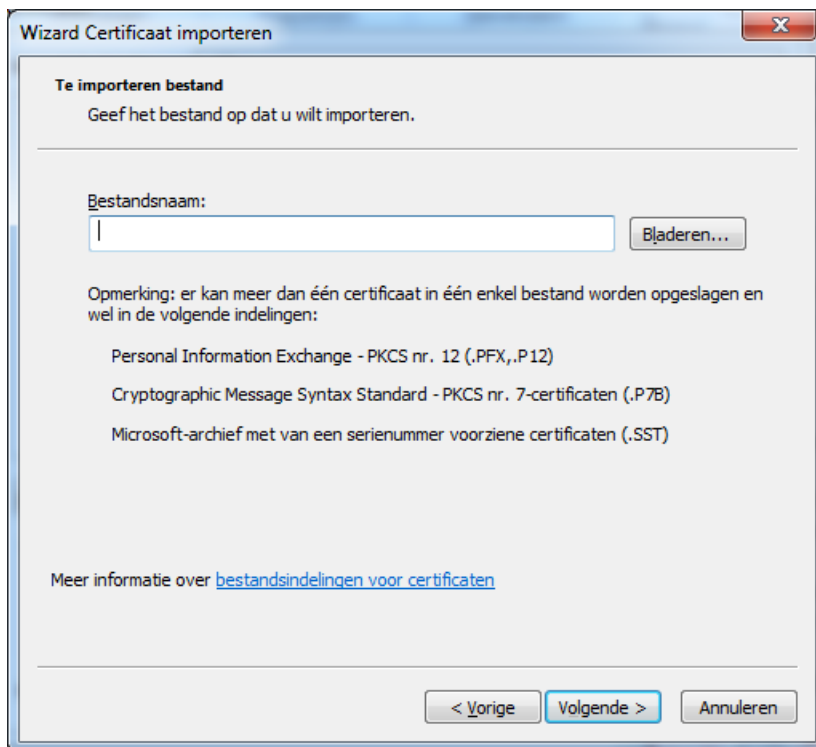 Wizard Certificaat importeren
Te importeren bestand
Geef het bestand op dat u wilt importeren.
Bestandsnaam:
Bladeren...
Opmerking: er kan meer dan één certificaat in één enkel bestand worden opgeslagen en
wel in de volgende indelingen:
Personal Information Exchange - PKCS nr. 12 (.PFX,.P12)
Cryptographic Message Syntax Standard - PKCS nr. 7-certificaten (.P7B)
Microsoft-archief met van een serienummer voorziene certificaten (.SST)
Meer informatie over bestandsindelingen voor certificaten
< Vorige Volgende > Annuleren